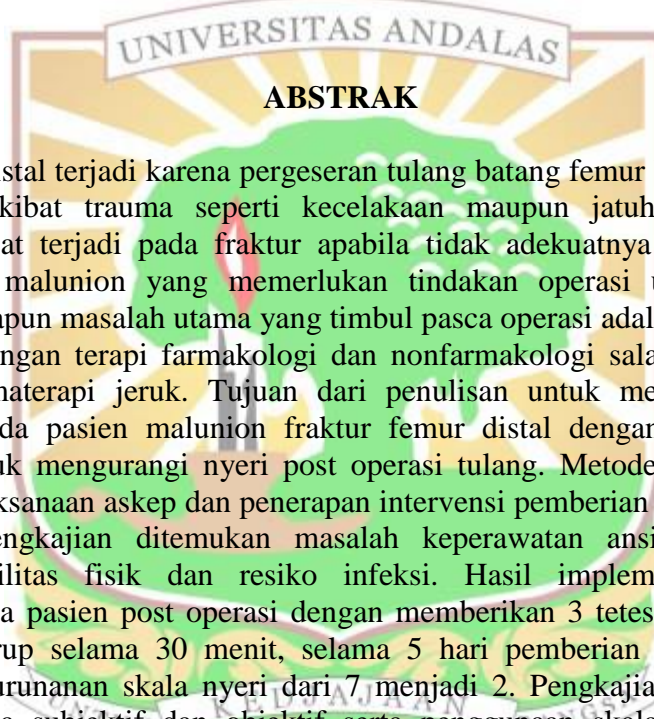 UNIVERSITAS ANDALAS
ABSTRAK
istal terjadi karena pergeseran tulang batang femur
kibat trauma seperti kecelakaan maupun jatuh
at terjadi pada fraktur apabila tidak adekuatnya
malunion yang memerlukan tindakan operasi u
apun masalah utama yang timbul pasca operasi adal
ngan terapi farmakologi dan nonfarmakologi sala
materapi jeruk. Tujuan dari penulisan untuk me
da pasien malunion fraktur femur distal dengan
uk mengurangi nyeri post operasi tulang. Metode
ksanaan askep dan penerapan intervensi pemberian
engkajian ditemukan masalah keperawatan ansi
ilitas fisik dan resiko infeksi. Hasil implem
a pasien post operasi dengan memberikan 3 tetes
rup selama 30 menit, selama 5 hari pemberian
urunanan skala nyeri dari 7 menjadi 2. Pengkajia